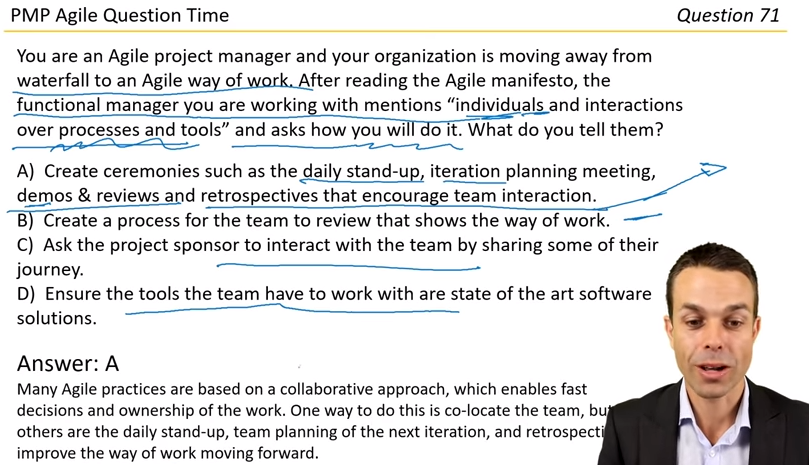 PMP Agile Question Time
Question 71
You are an Agile project manager and your organization is moving away from
waterfall to an Agile way of work. After reading the Agile manifesto, the
functional manager you are working with mentions “individuals and interactions
over processes and tools” and asks how you will do it. What do you tell them?
A) Create ceremonies such as the daily stand-up, iteration planning meeting,
demos & reviews and retrospectives that encourage team interaction.
B) Create a process for the team to review that shows the way of work.
C) Ask the project sponsor to interact with the team by sharing some of their
journey.
D) Ensure the tools the team have to work with are state of the art software
solutions.
Answer: A
Many Agile practices are based on a collaborative approach, which enables fast
decisions and ownership of the work. One way to do this is co-locate the team,
others are the daily stand-up, team planning of the next iteration, and
improve the way of work moving forward.